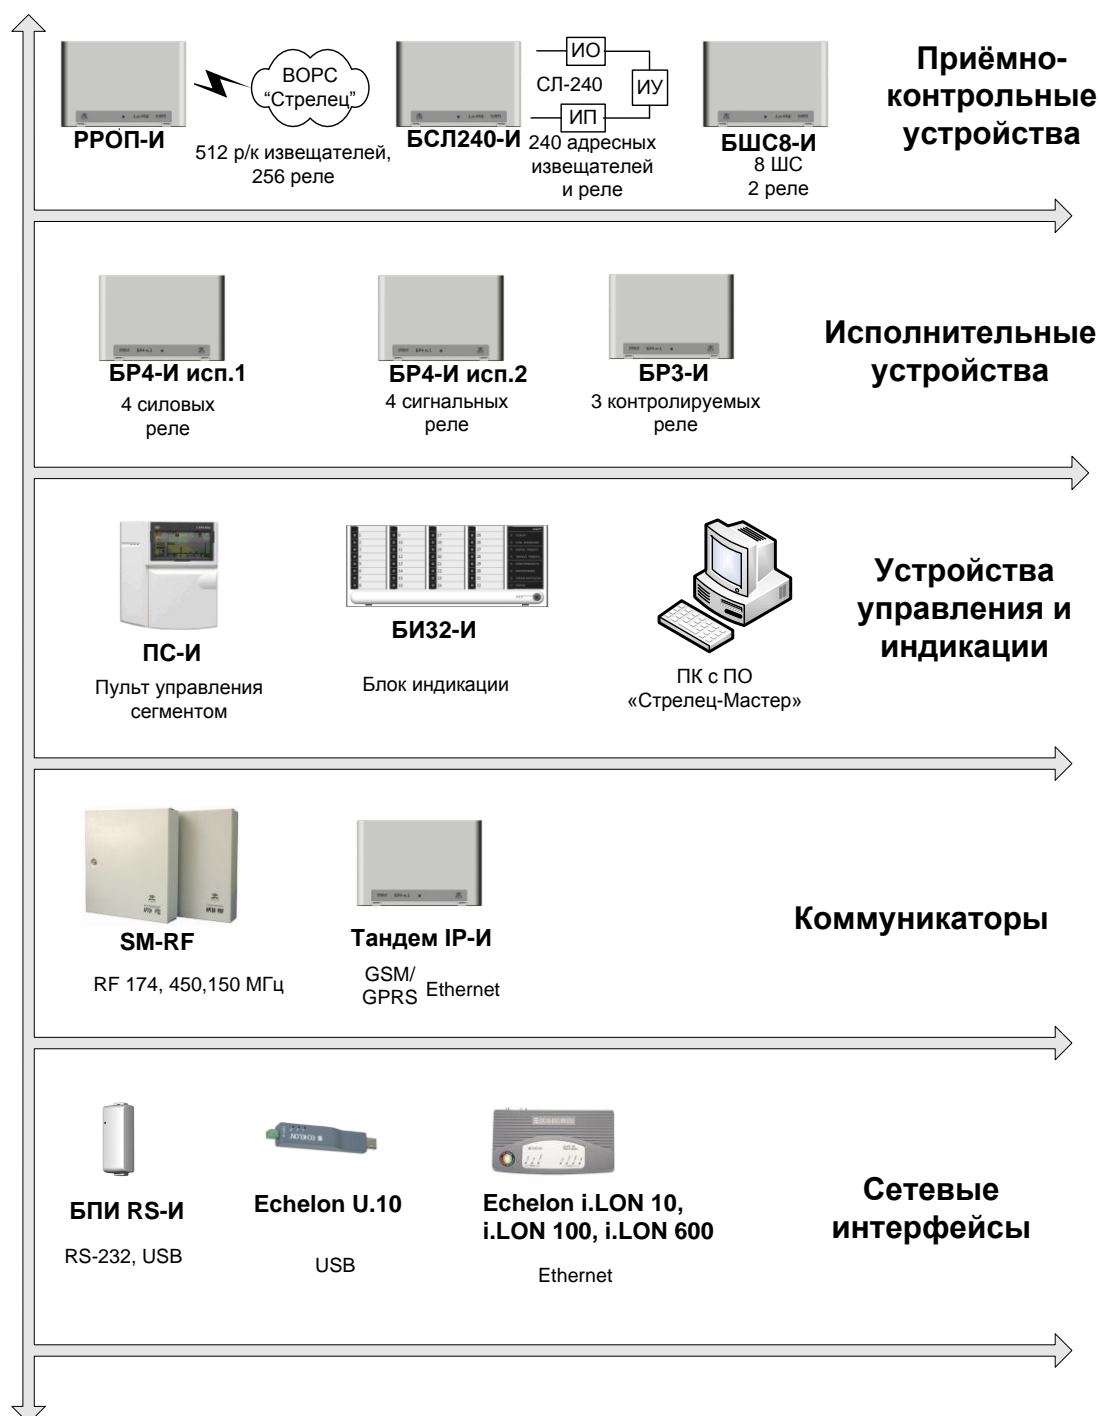 ВОРС
“Стрелец”
РРОП-И
512 р/к извещателей,
256 реле
ИО
СЛ-240
ИУ
ИП
БСЛ240-И
240 адресных
извещателей
и реле
БШС8-И
8 ШС
2 реле
Приёмно-
контрольные
устройства
БР4-И исп.1
4 силовых
реле
БР4-И исп.2
4 сигнальных
реле
БР3-И
3 контролируемых
реле
Исполнительные
устройства
ПС-И
Пульт управления
сегментом
БИ32-И
Блок индикации
ПК с ПО
«Стрелец-Мастер»
Устройства
управления и
индикации
SM-RF
RF 174, 450,150 МГц
Тандем IP-И
GSM/
GPRS
Ethernet
Коммуникаторы
БПИ RS-И
RS-232, USB
ECHELON
Echelon U.10
USB
Echelon i.LON 10,
i.LON 100, i.LON 600
Ethernet
Сетевые
интерфейсы